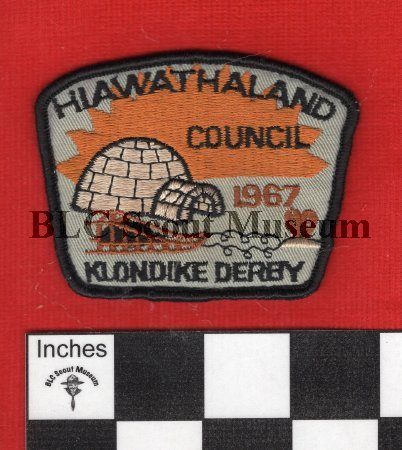 HIAWATHALAND
COUNCIL
1967
BLC Scout Museum
KLONDIKE DERBY
Inches
BLC Scout Museum